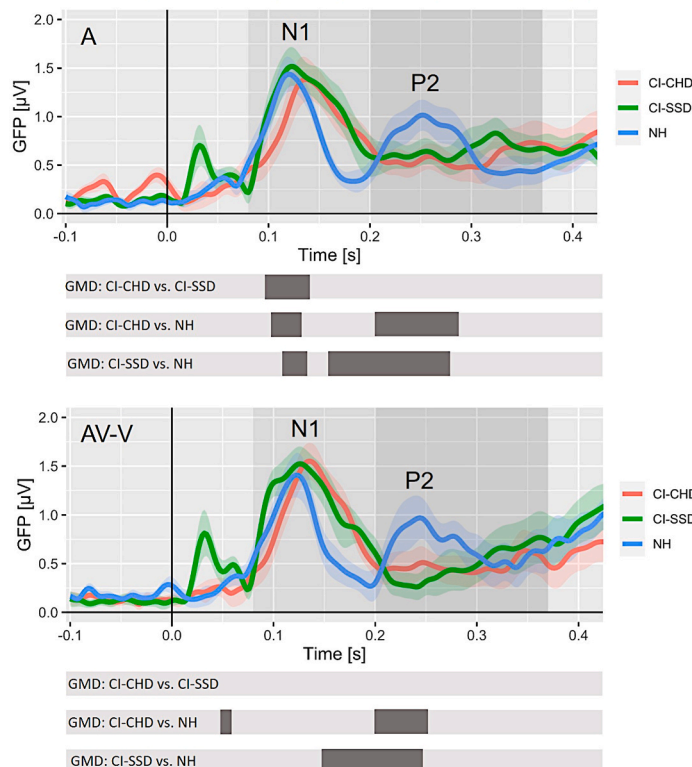 A
N1
P2
GFP [µV]
2.0
1.5
1.0
0.5
0.0
-0.1 0.0 0.1 0.2 0.3 0.4
Time [s]
CI-CHD
CI-SSD
NH
GMD: CI-CHD vs. CI-SSD
GMD: CI-CHD vs. NH
GMD: CI-SSD vs. NH
AV-V
N1
P2
GFP [µV]
2.0
1.5
1.0
0.5
0.0
-0.1 0.0 0.1 0.2 0.3 0.4
Time [s]
CI-CHD
CI-SSD
NH
GMD: CI-CHD vs. CI-SSD
GMD: CI-CHD vs. NH
GMD: CI-SSD vs. NH